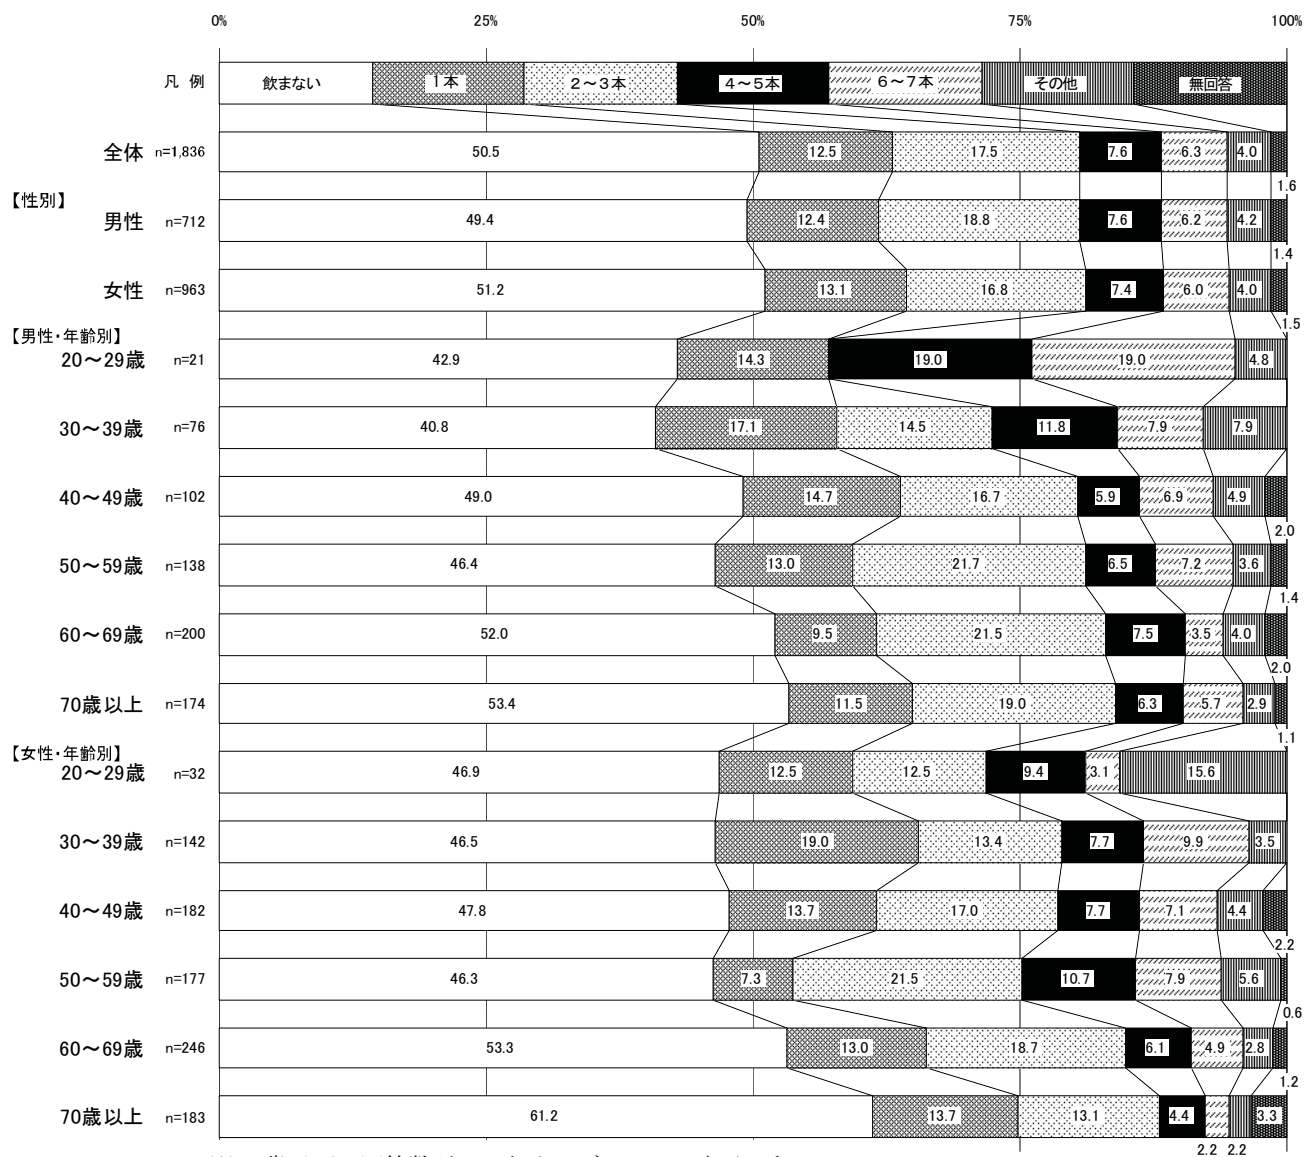 0% 25% 50% 75% 100%
凡 例 飲まない 1本 2～3本 4～5本 6～7本 その他 無回答
全体 n=1,836 50.5 12.5 17.5 7.6 6.3 4.0
1.6
【性別】
男性 n=712 49.4 12.4 18.8 7.6 6.2 4.2
1.4
女性 n=963 51.2 13.1 16.8 7.4 6.0 4.0
1.5
【男性・年齢別】
20～29歳 n=21 42.9 14.3 19.0 19.0 4.8
30～39歳 n=76 40.8 17.1 14.5 11.8 7.9 7.9
40～49歳 n=102 49.0 14.7 16.7 5.9 6.9 4.9
2.0
50～59歳 n=138 46.4 13.0 21.7 6.5 7.2 3.6
1.4
60～69歳 n=200 52.0 9.5 21.5 7.5 3.5 4.0
2.0
70歳以上 n=174 53.4 11.5 19.0 6.3 5.7 2.9
1.1
【女性・年齢別】
20～29歳 n=32 46.9 12.5 12.5 9.4 3.1 15.6
30～39歳 n=142 46.5 19.0 13.4 7.7 9.9 3.5
40～49歳 n=182 47.8 13.7 17.0 7.7 7.1 4.4
2.2
50～59歳 n=177 46.3 7.3 21.5 10.7 7.9 5.6
0.6
60～69歳 n=246 53.3 13.0 18.7 6.1 4.9 2.8
1.2
70歳以上 n=183 61.2 13.7 13.1 4.4 3.3
2.2 2.2